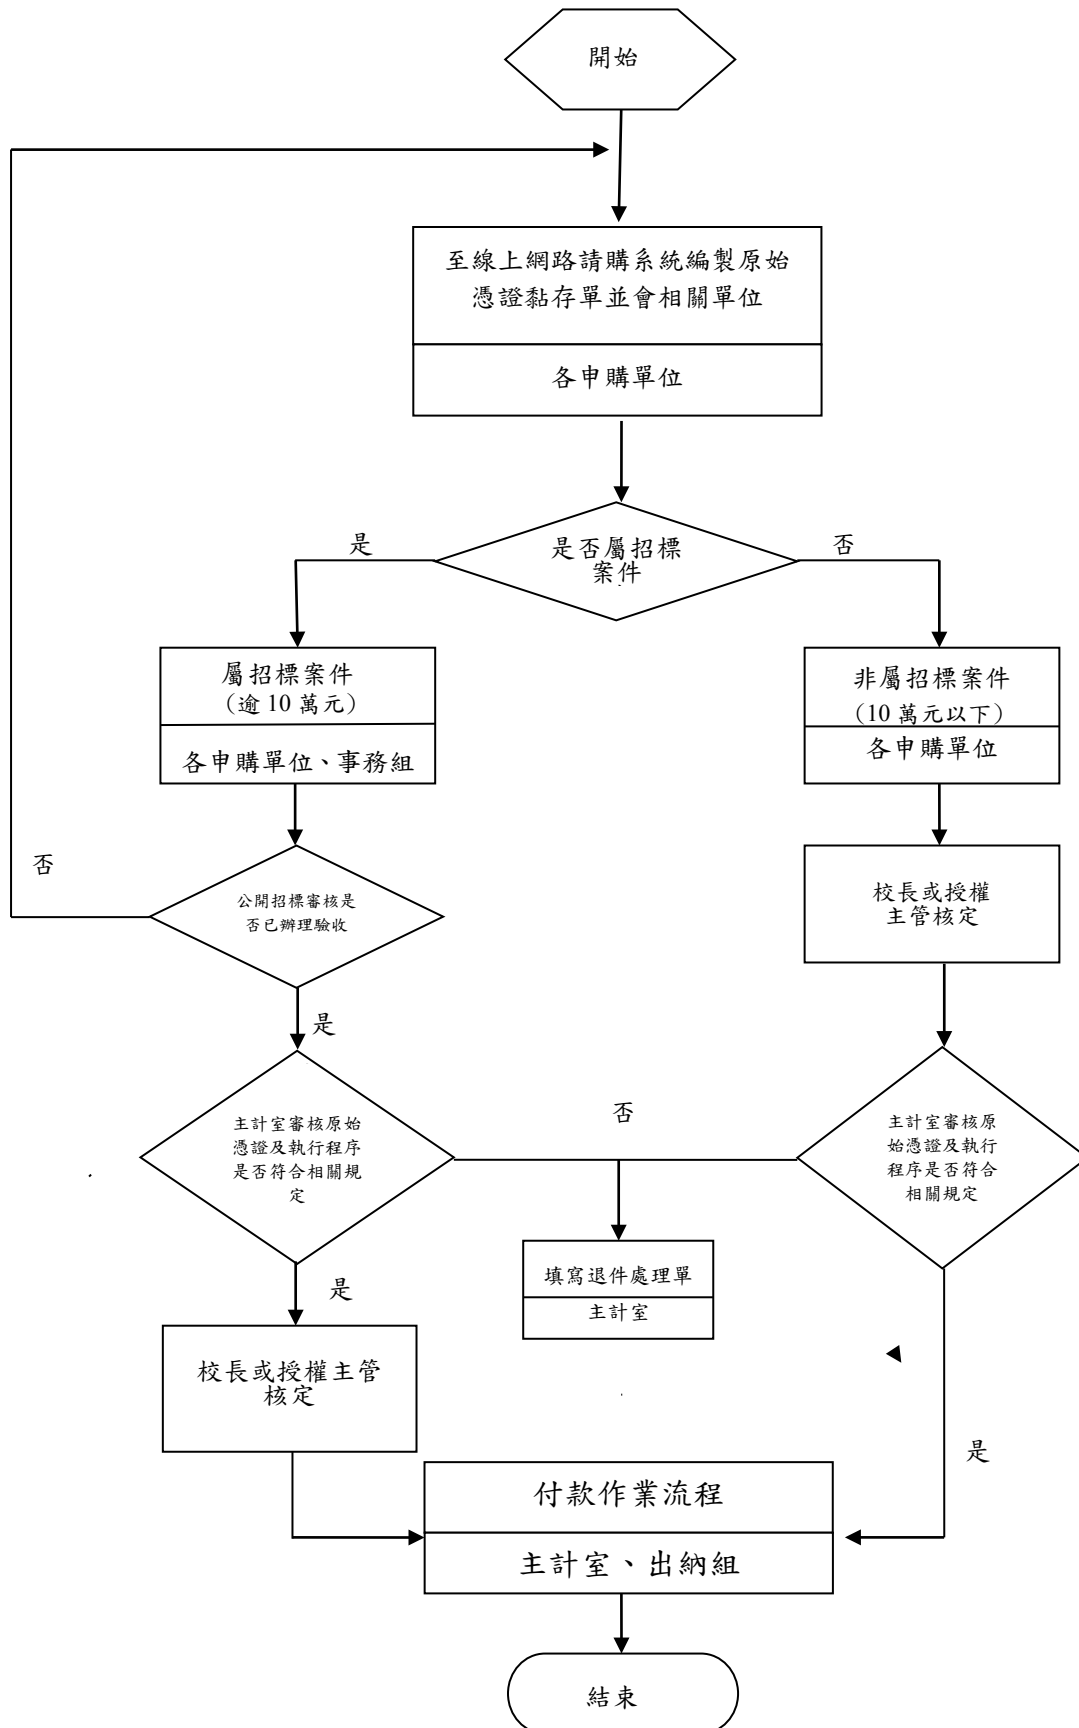 開始
至線上網路請購系統編製原始
憑證黏存單並會相關單位
各申購單位
是
是否屬招標
案件
否
屬招標案件
（逾10萬元）
各申購單位、事務組
非屬招標案件
（10萬元以下）
各申購單位
否
公開招標審核是
否已辦理驗收
校長或授權
主管核定
是
主計室審核原始
憑證及執行程序
是否符合相關規
定
否
主計室審核原
始憑證及執行
程序是否符合
相關規定
填寫退件處理單
主計室
是
校長或授權主管
核定
是
付款作業流程
主計室、出納組
結束